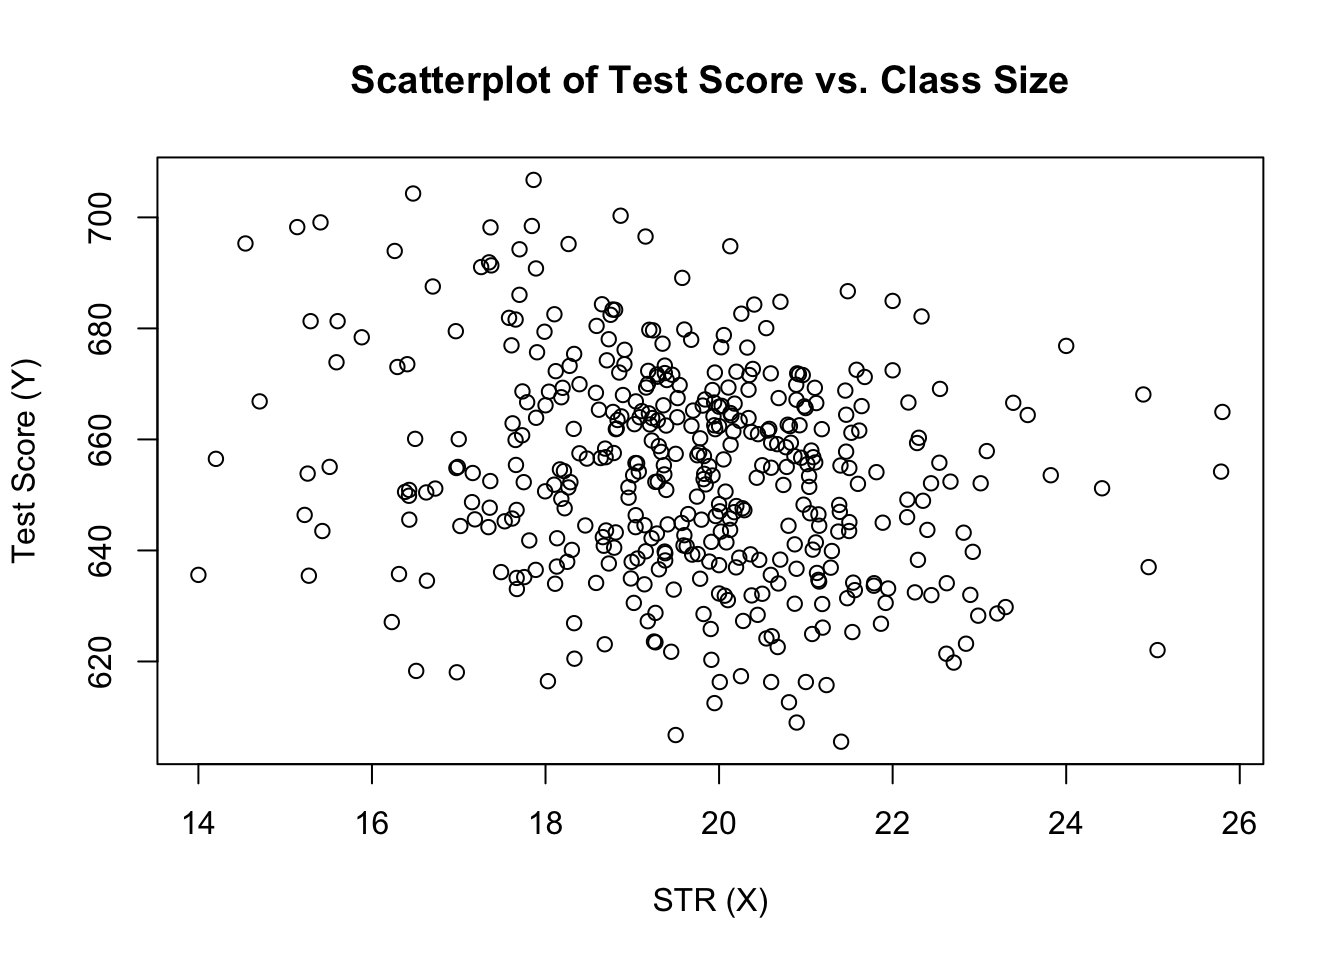 Scatterplot of Test Score vs. Class Size
Test Score (Y)
700
680
660
640
620
14 16 18 20 22 24 26
STR (X)